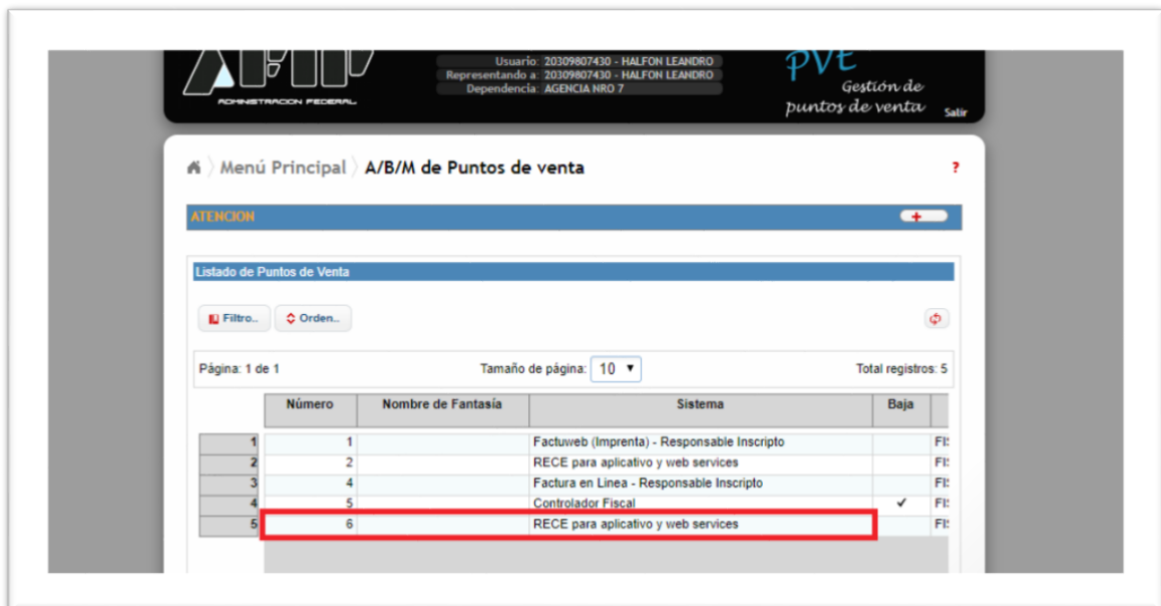 AFIP
ADMINISTRACION FEDERAL
Usuario: 20309807430 - HALFON LEANDRO
Representando a: 20309807430 - HALFON LEANDRO
Dependencia: AGENCIA NRO 7
PVE
Gestión de
puntos de venta
Salir
Menú Principal A/B/M de Puntos de venta ?
ATENCION +
Listado de Puntos de Venta
Filtro... Orden...
Página: 1 de 1 Tamaño de página: 10 Total registros: 5
Número Nombre de Fantasía Sistema Baja
1 1 Factuweb (Imprenta) - Responsable Inscripto
2 2 RECE para aplicativo y web services
3 4 Factura en Linea - Responsable Inscripto
4 5 Controlador Fiscal ✓
5 6 RECE para aplicativo y web services